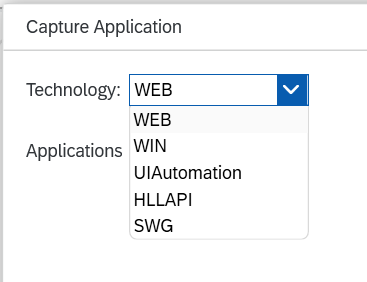 Capture Application
Technology: WEB
WEB
WIN
Applications
UIAutomation
HLLAPI
SWG